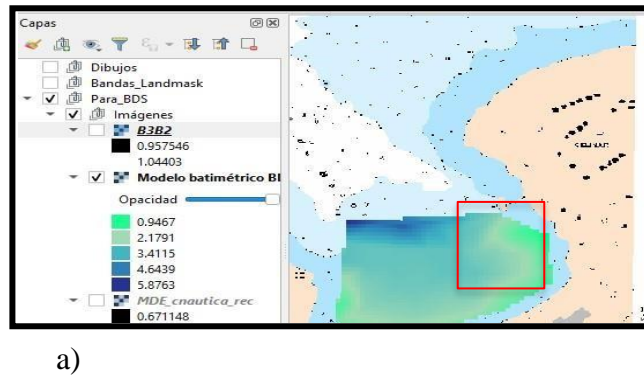 Capas
Dibujos
Bandas_Landmask
Para_BDS
Imágenes
B3B2
0.957546
1.04403
Modelo batimétrico
Opacidad
0.9467
2.1791
3.4115
4.6439
5.8763
MDE_cnautica_rec
0.671148
a)